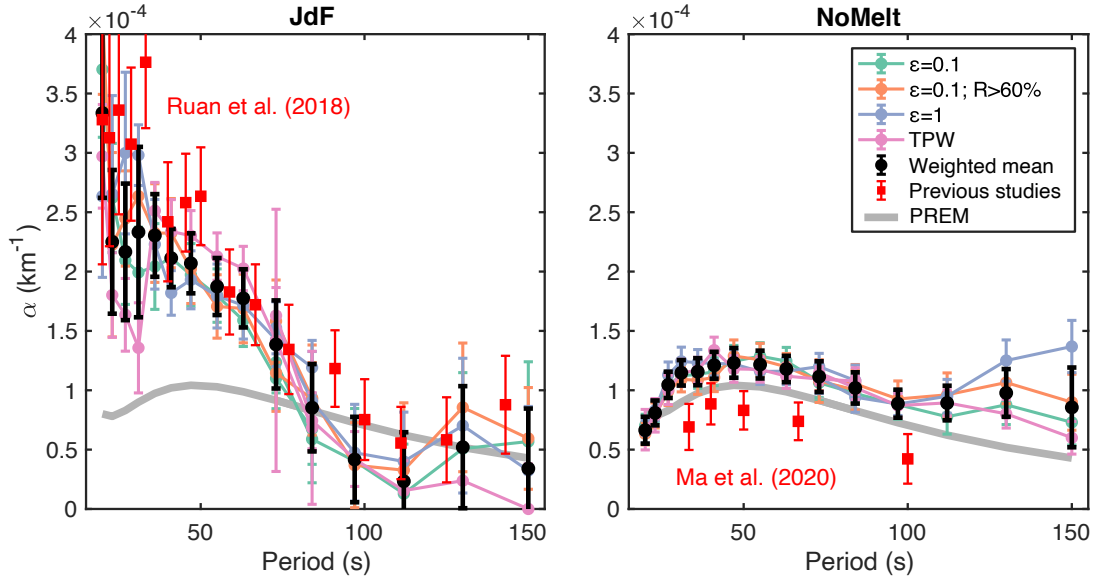 ×10⁻⁴ JdF
4
3.5
3
2.5
2
1.5
1
0.5
0
α (km⁻¹)
Ruan et al. (2018)
50 100 150
Period (s)
×10⁻⁴ NoMelt
4
3.5
3
2.5
2
1.5
1
0.5
0
ε=0.1
ε=0.1; R>60%
ε=1
TPW
Weighted mean
Previous studies
PREM
Ma et al. (2020)
50 100 150
Period (s)